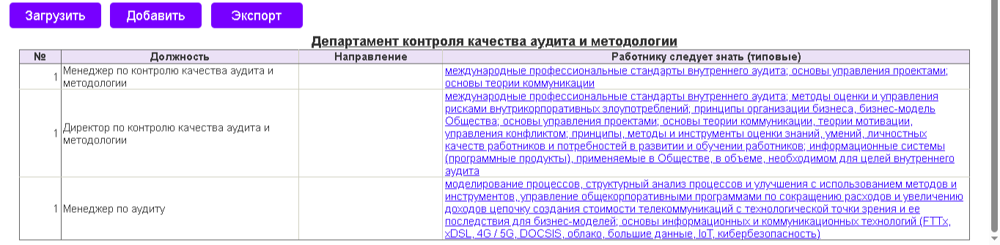 Загрузить Добавить Экспорт
Департамент контроля качества аудита и методологии
№ Должность Направление Работнику следует знать (типовые)
1 Менеджер по контролю качества аудита и методологии
международные профессиональные стандарты внутреннего аудита; основы управления проектами;
основы теории коммуникации
1 Директор по контролю качества аудита и методологии
международные профессиональные стандарты внутреннего аудита; методы оценки и управления
рисками внутрикорпоративных злоупотреблений; принципы организации бизнеса, бизнес-модель
Общества; основы управления проектами; основы теории коммуникации, теории мотивации,
управления конфликтом; принципы, методы и инструменты оценки знаний, умений, личностных
качеств работников и потребностей в развитии и обучении работников; информационные системы
(программные продукты), применяемые в Обществе, в объеме, необходимом для целей внутреннего
аудита
1 Менеджер по аудиту
моделирование процессов, структурный анализ процессов и улучшения с использованием методов и
инструментов, управление общекорпоративными программами по сокращению расходов и увеличению
доходов цепочку создания стоимости телекоммуникаций с технологической точки зрения и ее
последствия для бизнес-моделей; основы информационных и коммуникационных технологий (FTTx,
xDSL, 4G / 5G, DOCSIS, облако, большие данные, IoT, кибербезопасность)